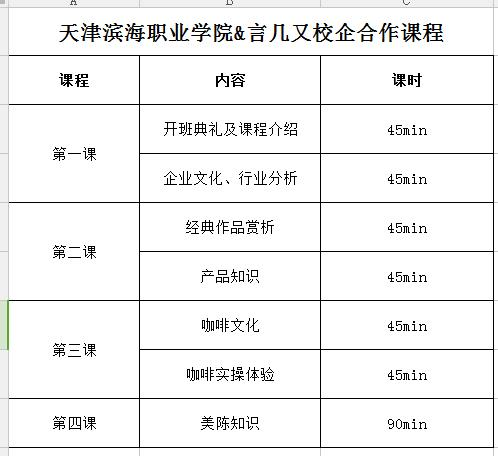 A B C
天津滨海职业学院&言几又校企合作课程
课程 内容 课时
第一课 开班典礼及课程介绍 45min
企业文化、行业分析 45min
第二课 经典作品赏析 45min
产品知识 45min
第三课 咖啡文化 45min
咖啡实操体验 45min
第四课 美陈知识 90min